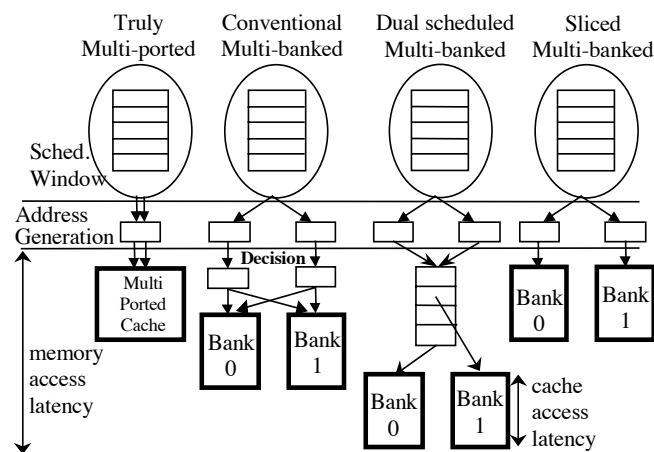 Truly
Multi-ported
Conventional
Multi-banked
Dual scheduled
Multi-banked
Sliced
Multi-banked
Sched.
Window
Address
Generation
Decision
Multi
Ported
Cache
Bank
0
Bank
1
Bank
0
Bank
1
Bank
0
Bank
1
memory
access
latency
cache
access
latency